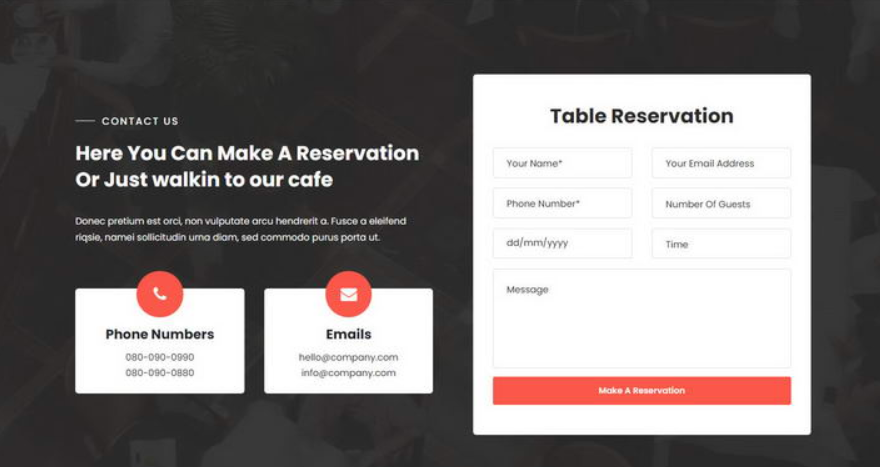 CONTACT US
Here You Can Make A Reservation
Or Just walkin to our cafe
Donec pretium est orci, non vulputate arcu hendrerit a. Fusce a eleifend
riqsie, namei sollicitudin urna diam, sed commodo purus porta ut.
Phone Numbers
080-090-0990
080-090-0880
Emails
hello@company.com
info@company.com
Table Reservation
Your Name*
Your Email Address
Phone Number*
Number Of Guests
dd/mm/yyyy
Time
Message
Make A Reservation